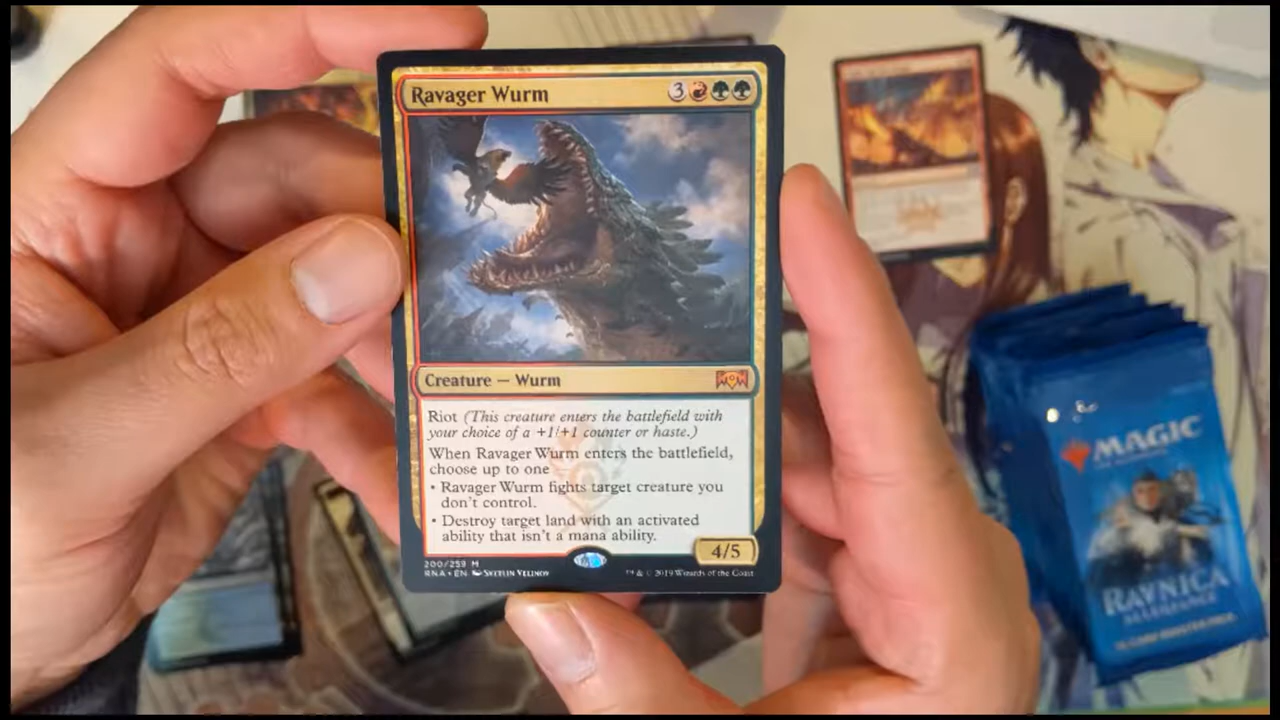 Ravager Wurm
3
Creature — Wurm
Riot (This creature enters the battlefield with
your choice of a +1/+1 counter or haste.)
When Ravager Wurm enters the battlefield,
choose up to one
• Ravager Wurm fights target creature you
don't control.
• Destroy target land with an activated
ability that isn't a mana ability.
4/5
200/259 M
RNA • EN Svetlin Velinov
™ & © 2019 Wizards of the Coast
MAGIC
RAVNICA
ALLEGIANCE